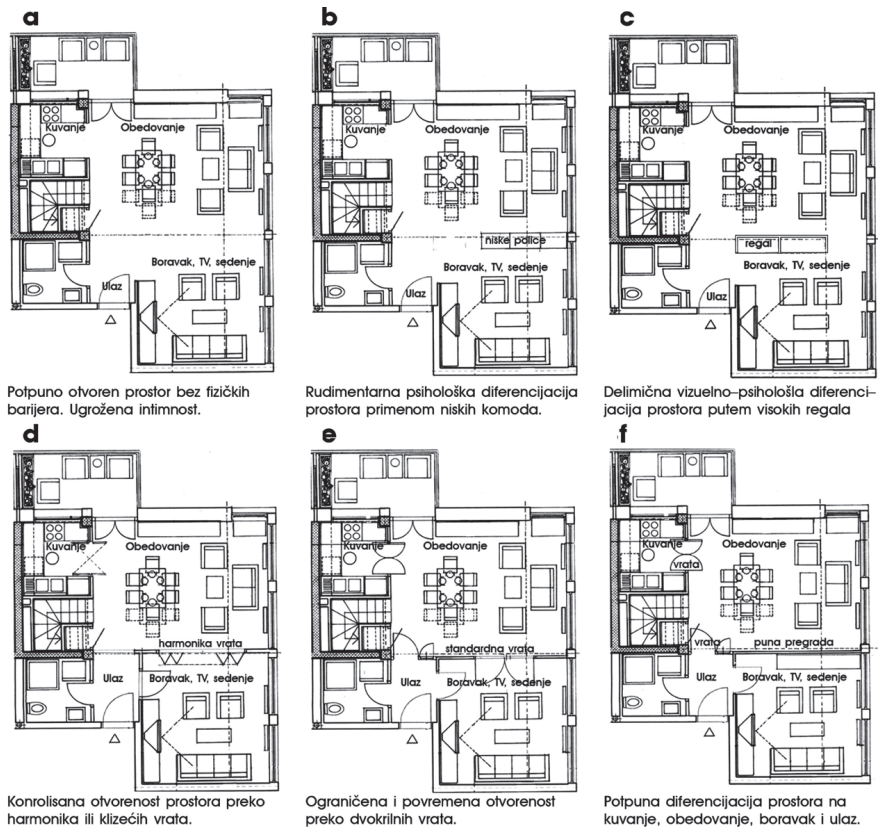 a
b
c
Kuvanje
Obedovanje
Boravak, TV, sedenje
Ulaz
Kuvanje
Obedovanje
niske police
Boravak, TV, sedenje
Ulaz
Kuvanje
Obedovanje
regal
Boravak, TV, sedenje
Ulaz
Potpuno otvoren prostor bez fizičkih
barijera. Ugrožena intimnost.
Rudimentarna psihološka diferencijacija
prostora primenom niskih komoda.
Delimična vizuelno–psihološla diferenci–
jacija prostora putem visokih regala
d
e
f
Kuvanje
Obedovanje
harmonika vrata
Ulaz
Boravak, TV, sedenje
Kuvanje
Obedovanje
standardna vrata
Ulaz
Boravak, TV, sedenje
Kuvanje
Obedovanje
vrata
vrata
puna pregrada
Ulaz
Boravak, TV, sedenje
Konrolisana otvorenost prostora preko
harmonika ili klizećih vrata.
Ograničena i povremena otvorenost
preko dvokrilnih vrata.
Potpuna diferencijacija prostora na
kuvanje, obedovanje, boravak i ulaz.